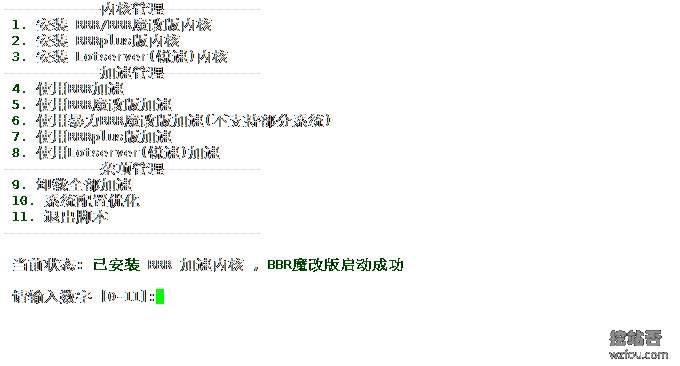 内核管理
1. 安装 BBR/BBR魔改版内核
2. 安装 BBRplus版内核
3. 安装 Lotserver(锐速)内核
加速管理
4. 使用BBR加速
5. 使用BBR魔改版加速
6. 使用暴力BBR魔改版加速(不支持部分系统)
7. 使用BBRplus版加速
8. 使用Lotserver(锐速)加速
杂项管理
9. 卸载全部加速
10. 系统配置优化
11. 退出脚本
当前状态: 已安装 BBR 加速内核 , BBR魔改版启动成功
请输入数字 [0-11]:
挖站否
wzfou.com